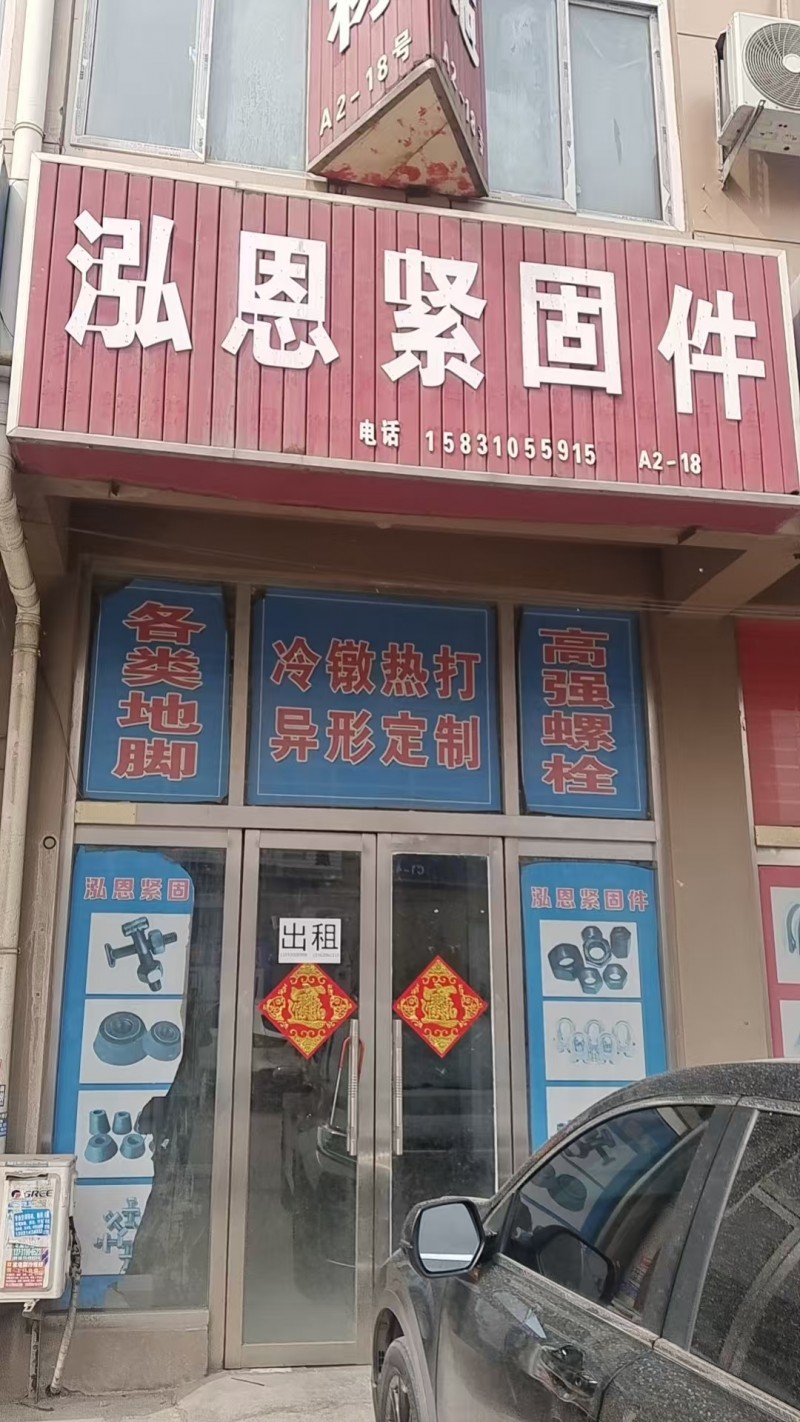 A2-18号
泓恩紧固件
电话 15831055915 A2-18
各类地脚
冷镦热打
异形定制
高强螺栓
泓恩紧固
泓恩紧固件
出租
GREE